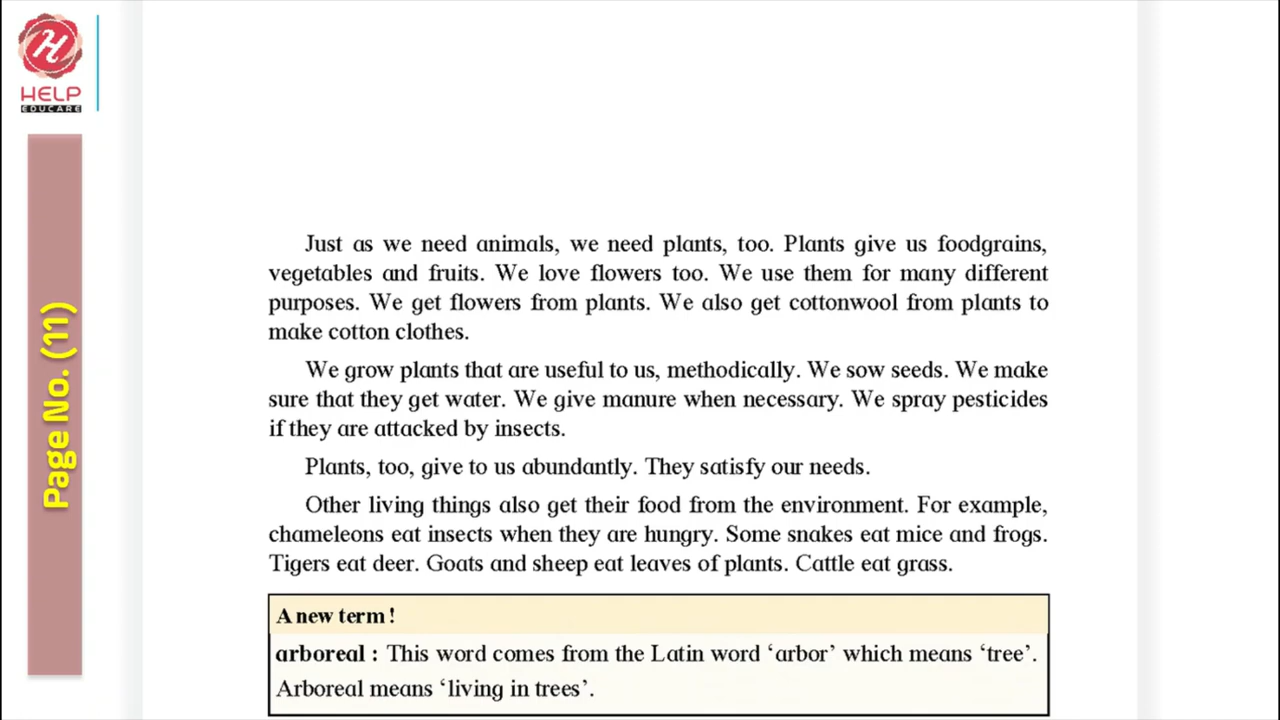 H
HELP
EDUCARE
Page No. (11)
Just as we need animals, we need plants, too. Plants give us foodgrains,
vegetables and fruits. We love flowers too. We use them for many different
purposes. We get flowers from plants. We also get cottonwool from plants to
make cotton clothes.
We grow plants that are useful to us, methodically. We sow seeds. We make
sure that they get water. We give manure when necessary. We spray pesticides
if they are attacked by insects.
Plants, too, give to us abundantly. They satisfy our needs.
Other living things also get their food from the environment. For example,
chameleons eat insects when they are hungry. Some snakes eat mice and frogs.
Tigers eat deer. Goats and sheep eat leaves of plants. Cattle eat grass.
A new term !
arboreal : This word comes from the Latin word ‘arbor’ which means ‘tree’.
Arboreal means ‘living in trees’.